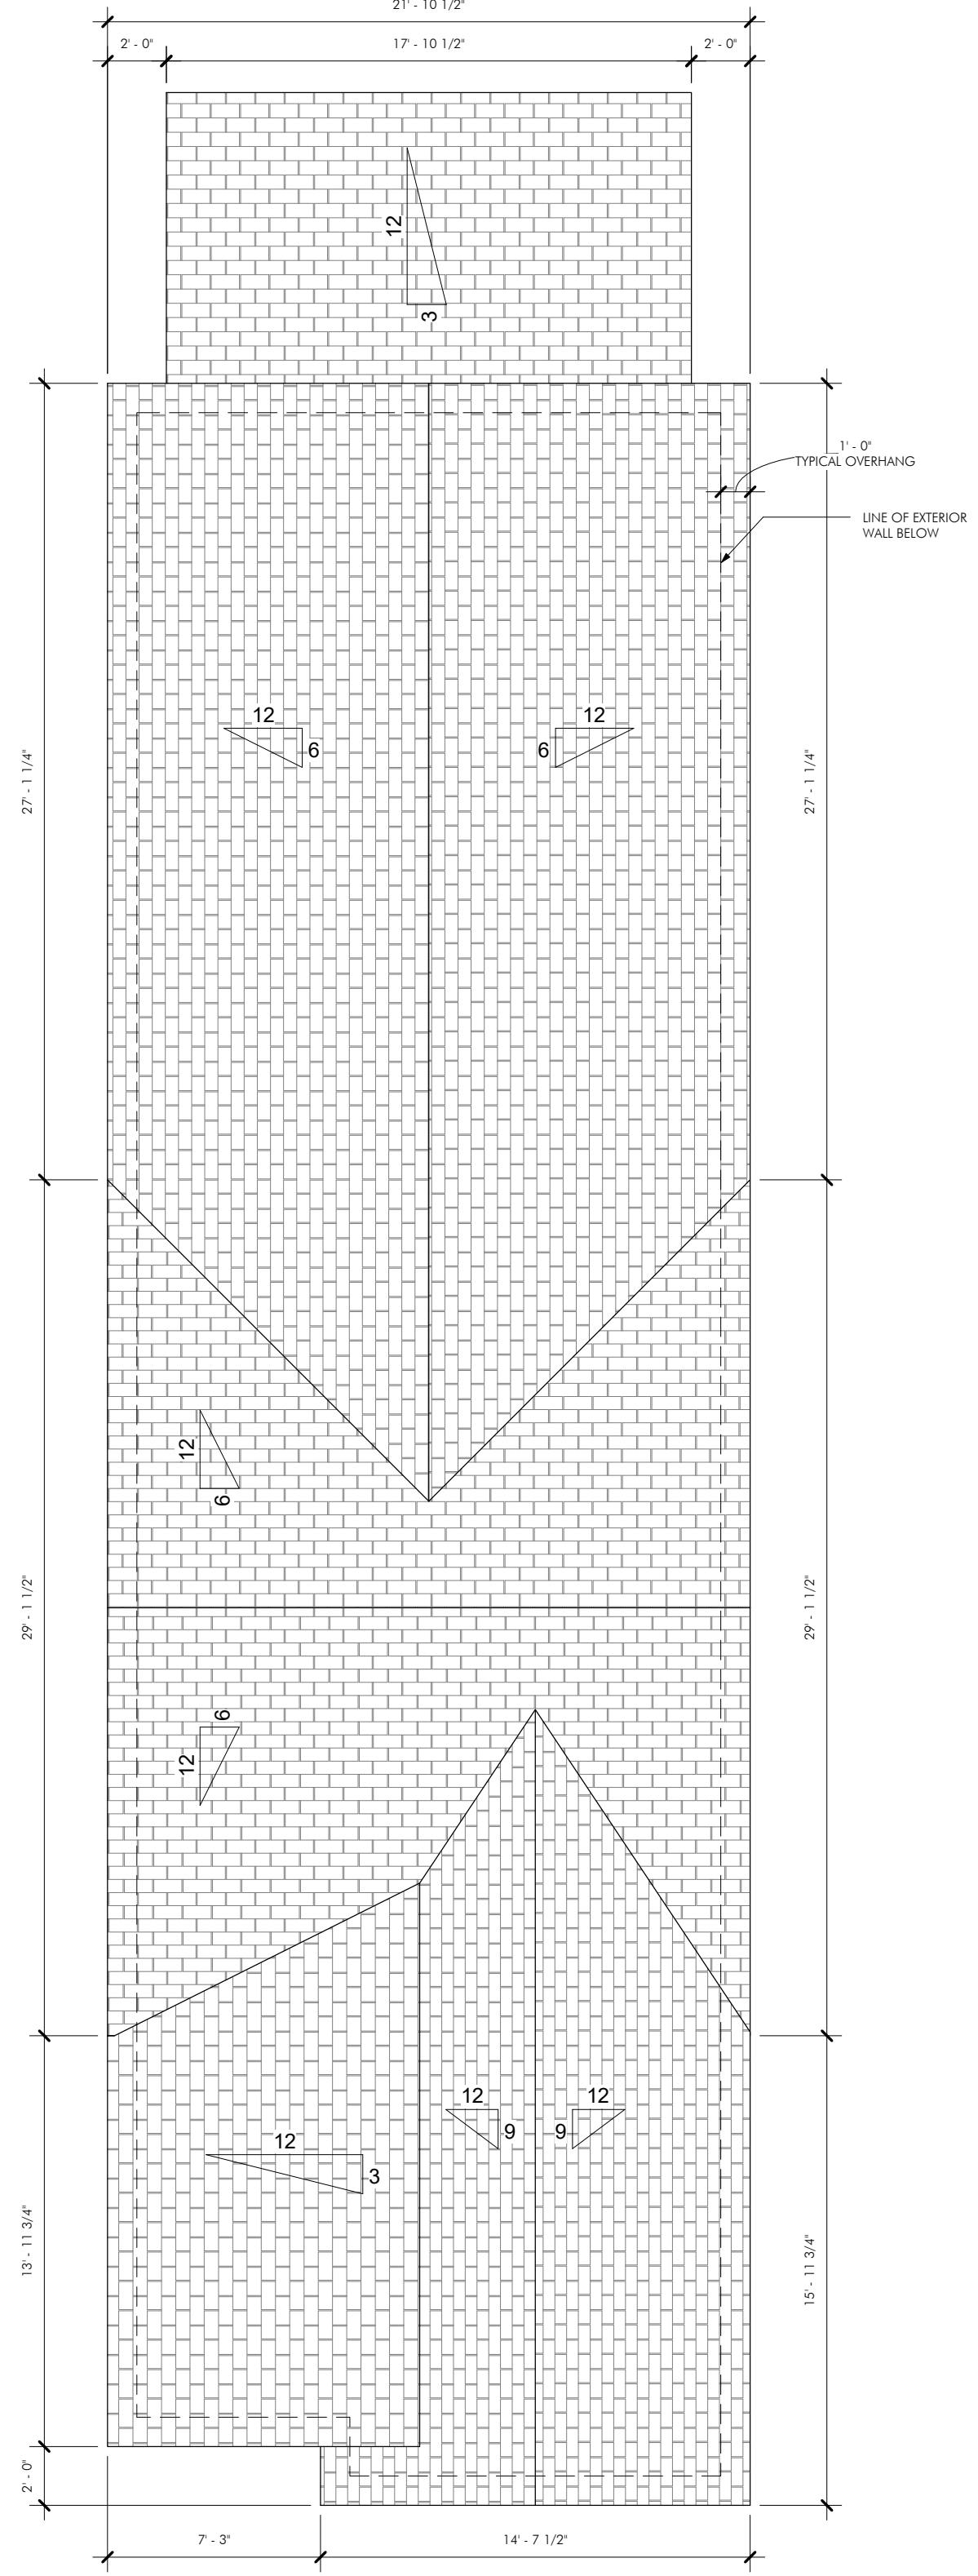 21' - 10 1/2"
2' - 0"
17' - 10 1/2"
2' - 0"
12
3
1' - 0"
TYPICAL OVERHANG
LINE OF EXTERIOR
WALL BELOW
12
6
12
6
27' - 1 1/4"
27' - 1 1/4"
12
6
29' - 1 1/2"
29' - 1 1/2"
6
12
12
9
12
9
12
3
13' - 11 3/4"
15' - 11 3/4"
2' - 0"
7' - 3"
14' - 7 1/2"